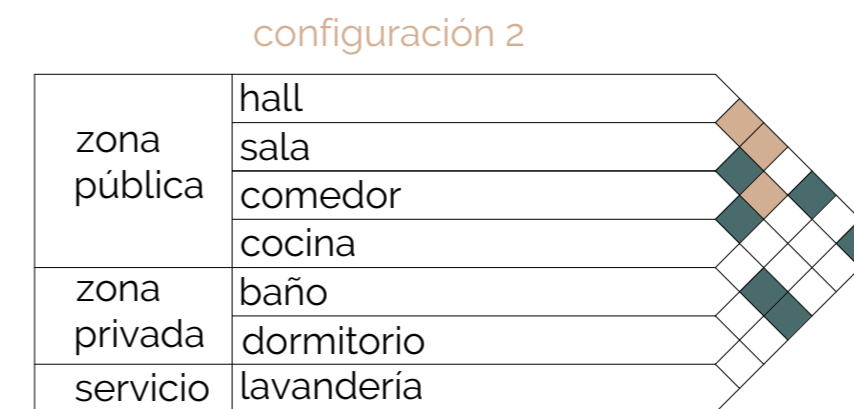 configuración 2
zona
pública
hall
sala
comedor
cocina
zona
privada
baño
dormitorio
servicio
lavandería